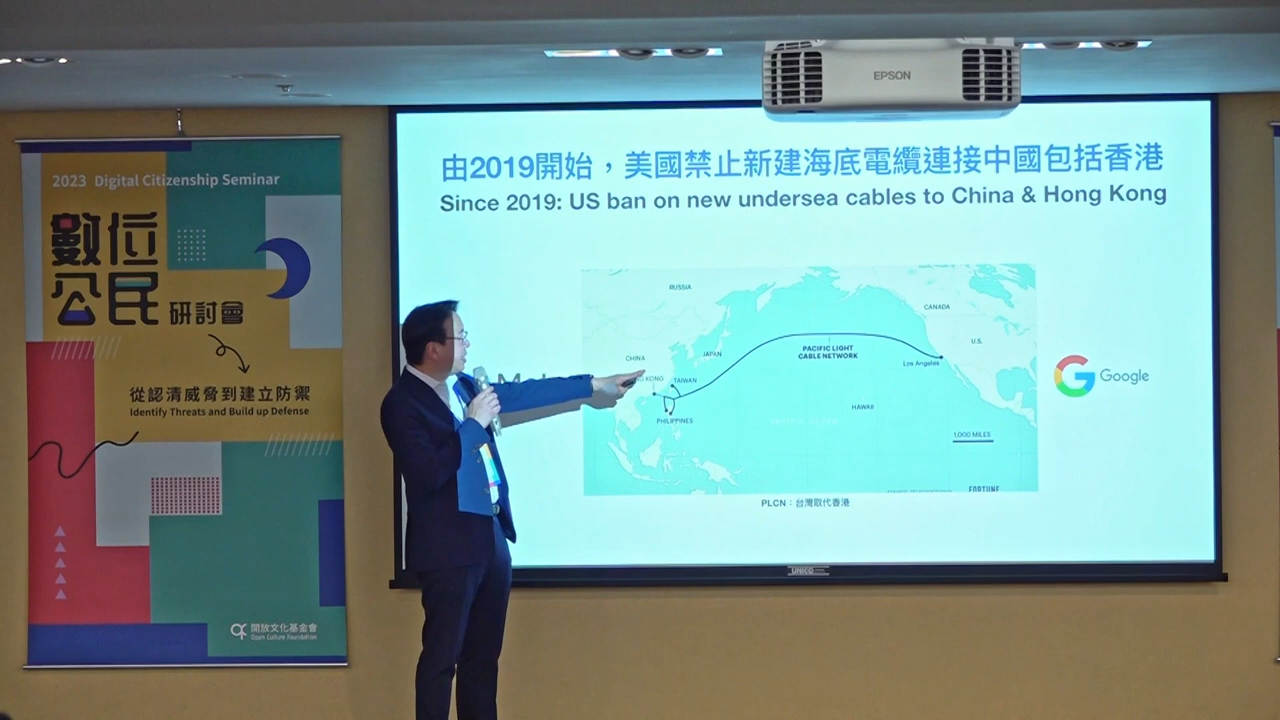 EPSON
2023 Digital Citizenship Seminar
數位
公民
研討會
從認清威脅到建立防禦
Identify Threats and Build up Defense
開放文化基金會
Open Culture Foundation
由2019開始，美國禁止新建海底電纜連接中國包括香港
Since 2019: US ban on new undersea cables to China & Hong Kong
RUSSIA
CANADA
U.S.
PACIFIC LIGHT
CABLE NETWORK
CHINA
JAPAN
Los Angeles
KONG
TAIWAN
HAWAII
PHILIPPINES
1,000 MILES
FORTUNE
Google
PLCN：台灣取代香港
UNICO